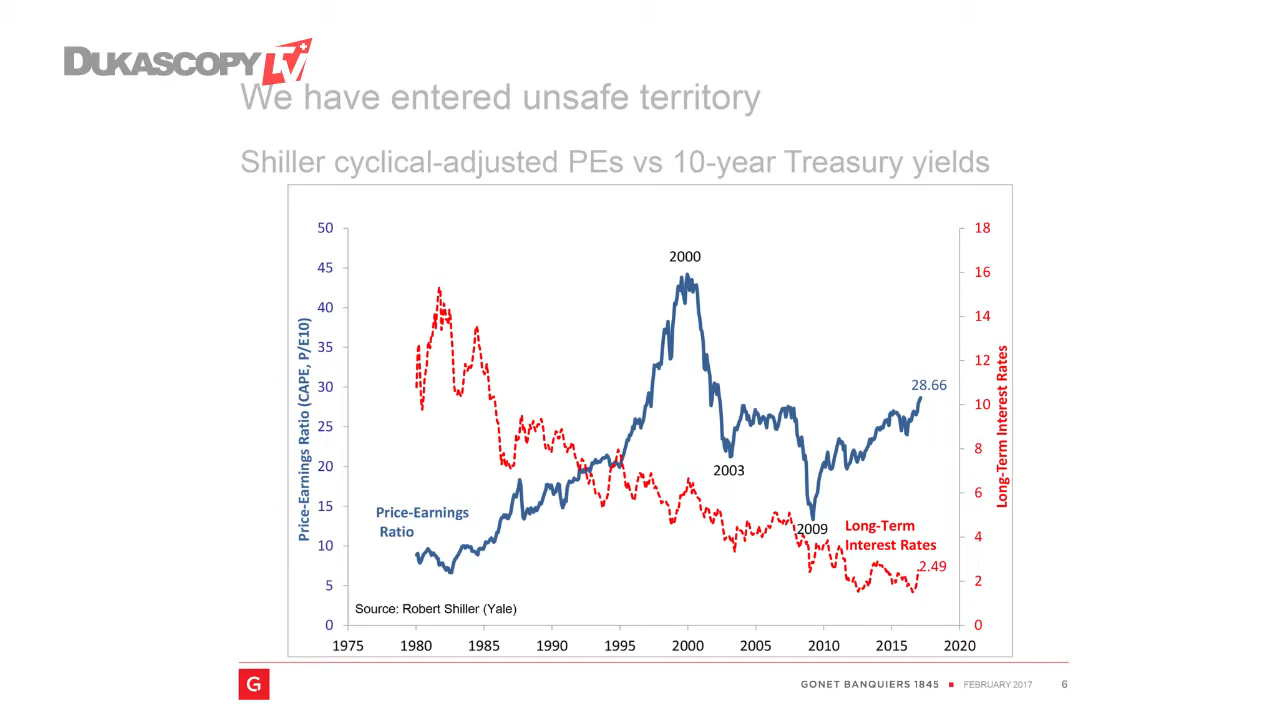 DUKASCOPY TV
We have entered unsafe territory
Shiller cyclical-adjusted PEs vs 10-year Treasury yields
50
45
40
35
30
25
20
15
10
5
0
Price-Earnings Ratio (CAPE, P/E10)
18
16
14
12
10
8
6
4
2
0
Long-Term Interest Rates
2000
28.66
2003
2009
Price-Earnings
Ratio
Long-Term
Interest Rates
2.49
Source: Robert Shiller (Yale)
1975 1980 1985 1990 1995 2000 2005 2010 2015 2020
G
GONET BANQUIERS 1845 ■ FEBRUARY 2017 6